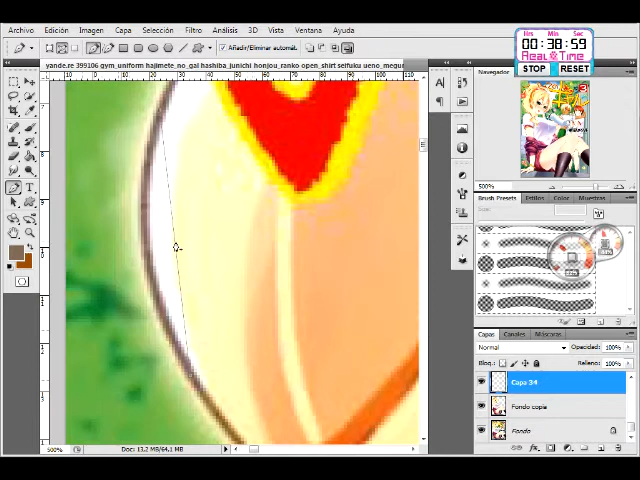 Archivo Edición Imagen Capa Selección Filtro Análisis 3D Vista Ventana Ayuda
Hrs Min Sec
00:38:59
Real Time
STOP RESET
Añadir/Eliminar automát.
yande.re 399106 gym_uniform hajimete_no_gal hashiba_junichi honjou_ranko open_shirt seifuku ueno_megur
Navegador
500%
Brush Presets Estilos Color Muestras
Size:
Capas Canales Máscaras
Normal Opacidad: 100%
Bloq.: Relleno: 100%
Capa 34
Fondo copia
Fondo
500% Doc: 13.2 MB/64.1 MB